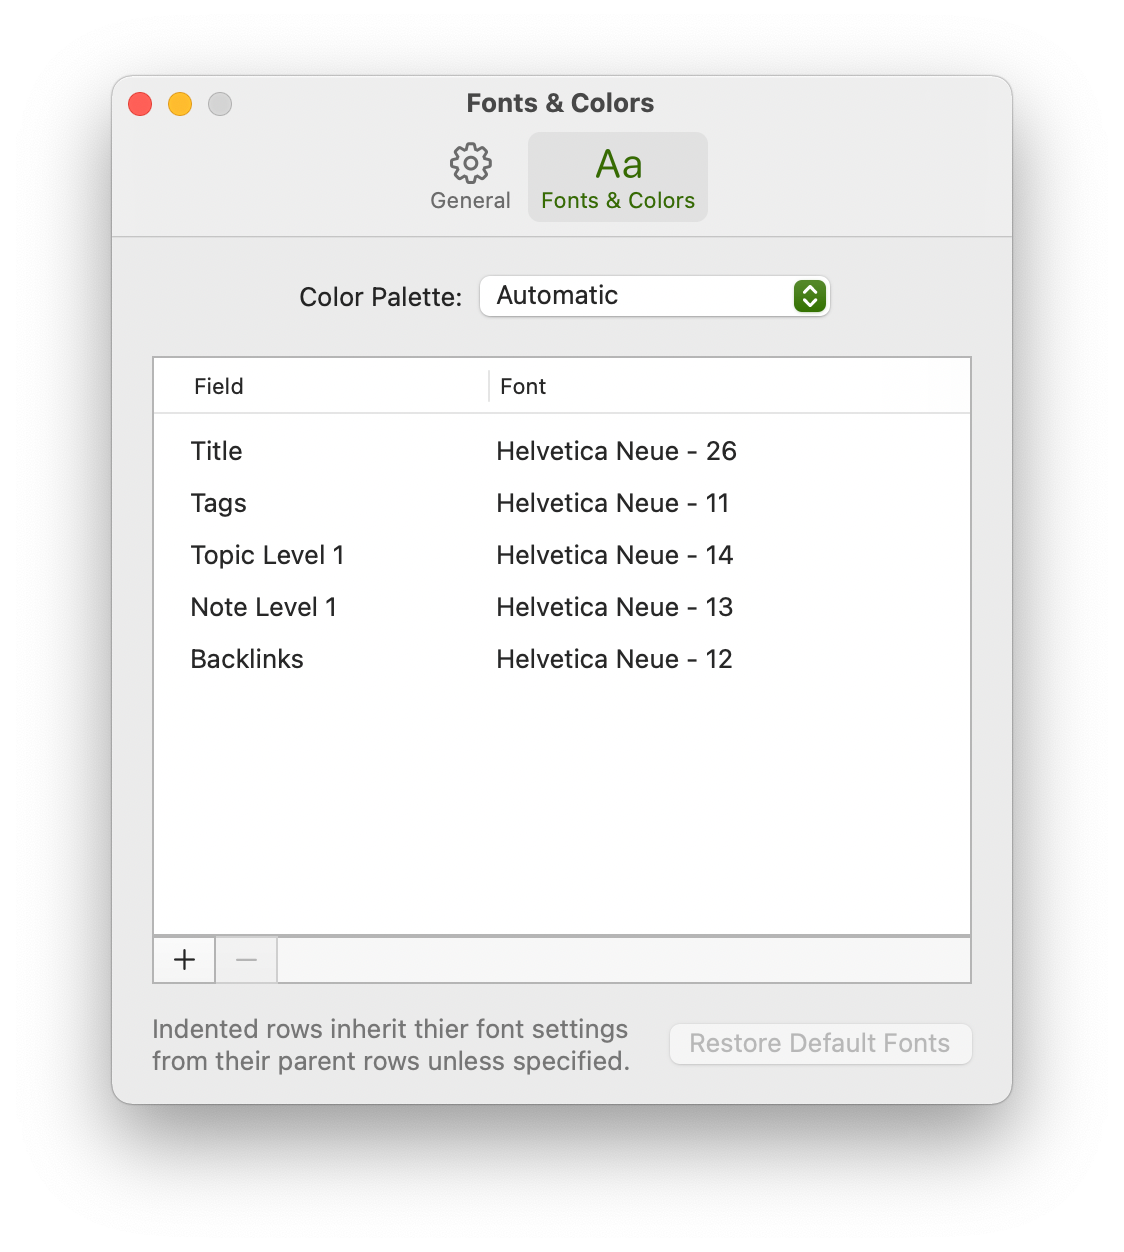 Fonts & Colors
General
Aa
Fonts & Colors
Color Palette: Automatic
Field Font
Title Helvetica Neue - 26
Tags Helvetica Neue - 11
Topic Level 1 Helvetica Neue - 14
Note Level 1 Helvetica Neue - 13
Backlinks Helvetica Neue - 12
Indented rows inherit thier font settings
from their parent rows unless specified.
Restore Default Fonts